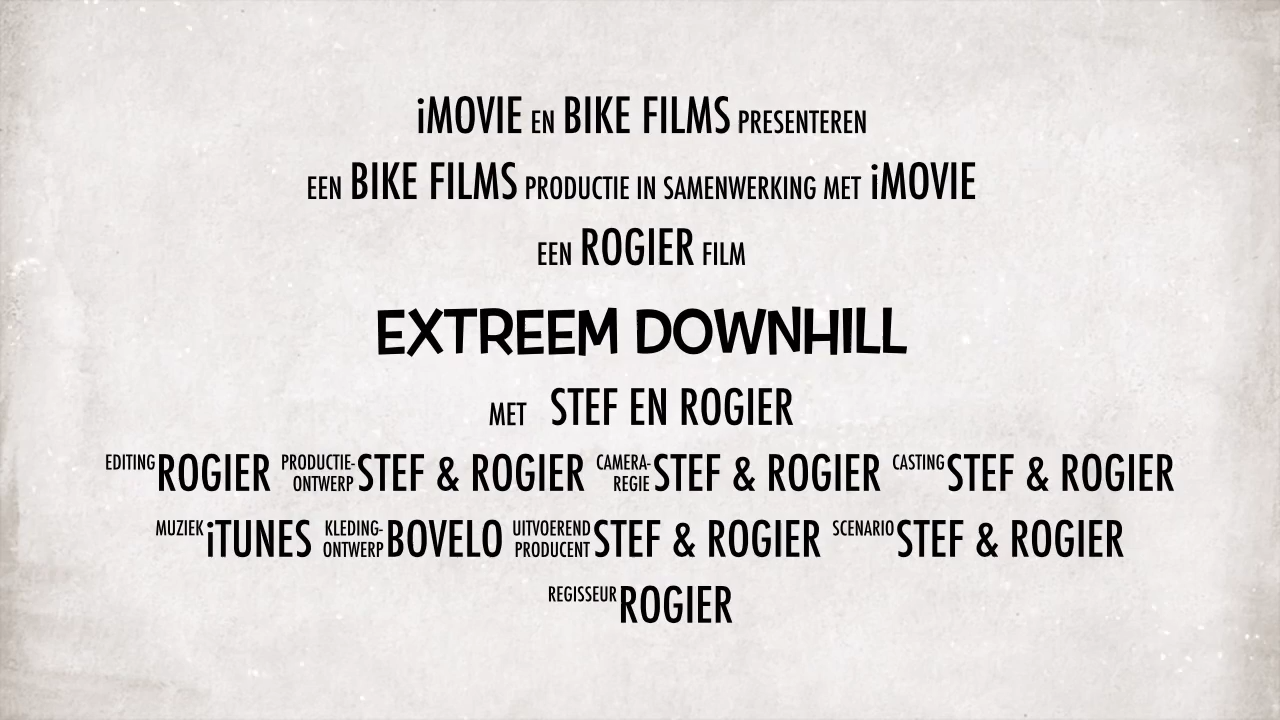 iMOVIE EN BIKE FILMS PRESENTEREN
EEN BIKE FILMS PRODUCTIE IN SAMENWERKING MET iMOVIE
EEN ROGIER FILM
EXTREEM DOWNHILL
MET STEF EN ROGIER
EDITING ROGIER PRODUCTIE-ONTWERP STEF & ROGIER CAMERA-REGIE STEF & ROGIER CASTING STEF & ROGIER
MUZIEK iTUNES KLEDING-ONTWERP BOVELO UITVOEREND PRODUCENT STEF & ROGIER SCENARIO STEF & ROGIER
REGISSEUR ROGIER